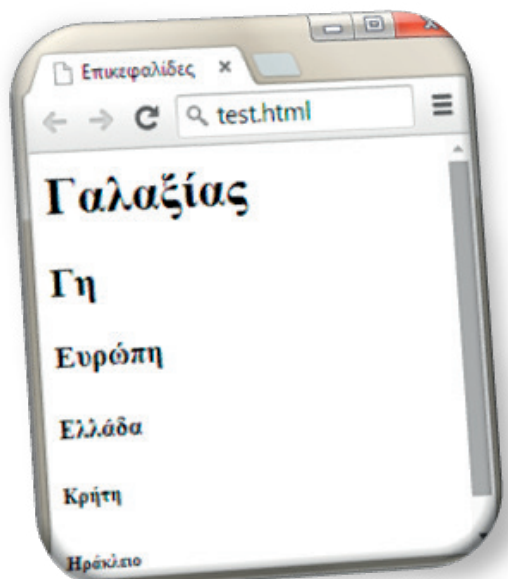 Επικεφαλίδες
test.html
Γαλαξίας
Γη
Ευρώπη
Ελλάδα
Κρήτη
Ηράκλειο